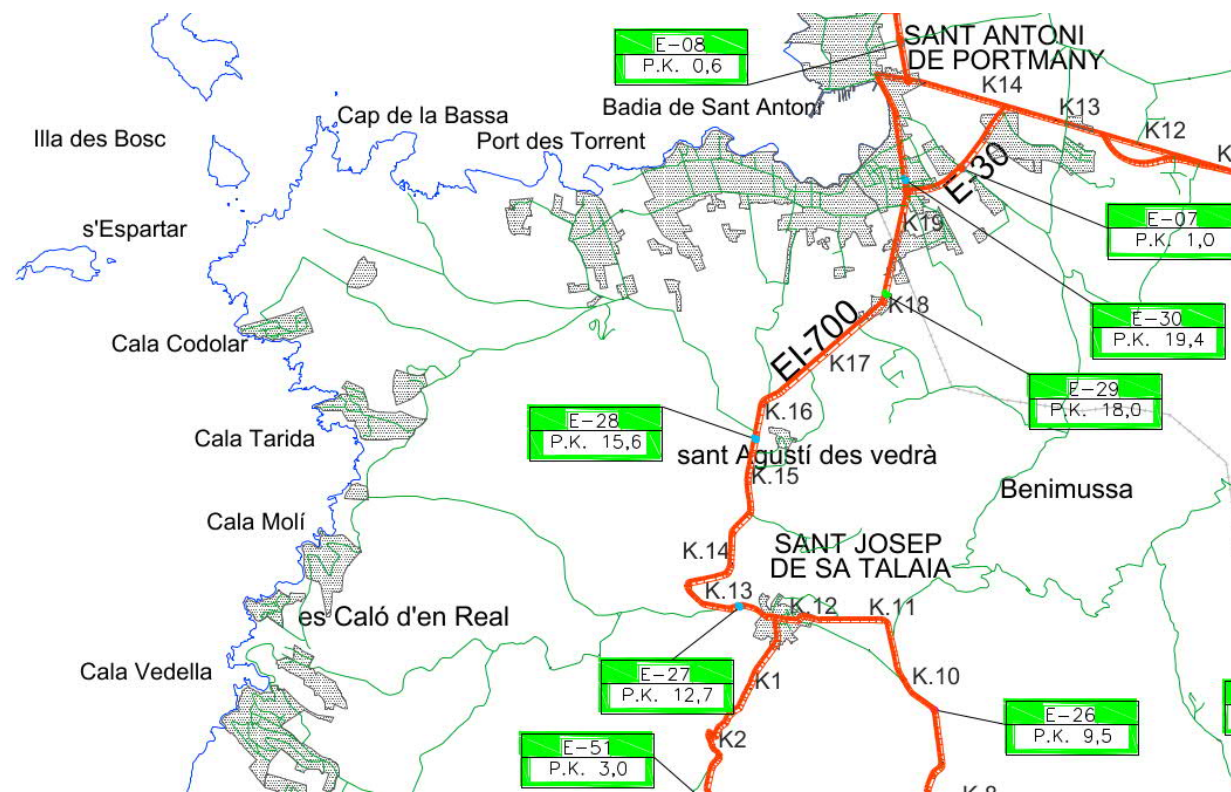 E-08
P.K. 0,6
SANT ANTONI
DE PORTMANY
K14
K13
K12
Cap de la Bassa
Badia de Sant Antoni
Illa des Bosc
Port des Torrent
E-30
s'Espartar
K19
E-07
P.K. 1,0
K18
E-30
P.K. 19,4
Cala Codolar
EI-700
K17
E-29
P.K. 18,0
K.16
E-28
P.K. 15,6
Cala Tarida
sant Agustí des vedrà
K.15
Benimussa
Cala Molí
K.14
SANT JOSEP
DE SA TALAIA
K.13
K.12
K.11
es Caló d'en Real
Cala Vedella
E-27
P.K. 12,7
K1
K.10
E-26
P.K. 9,5
K2
E-51
P.K. 3,0